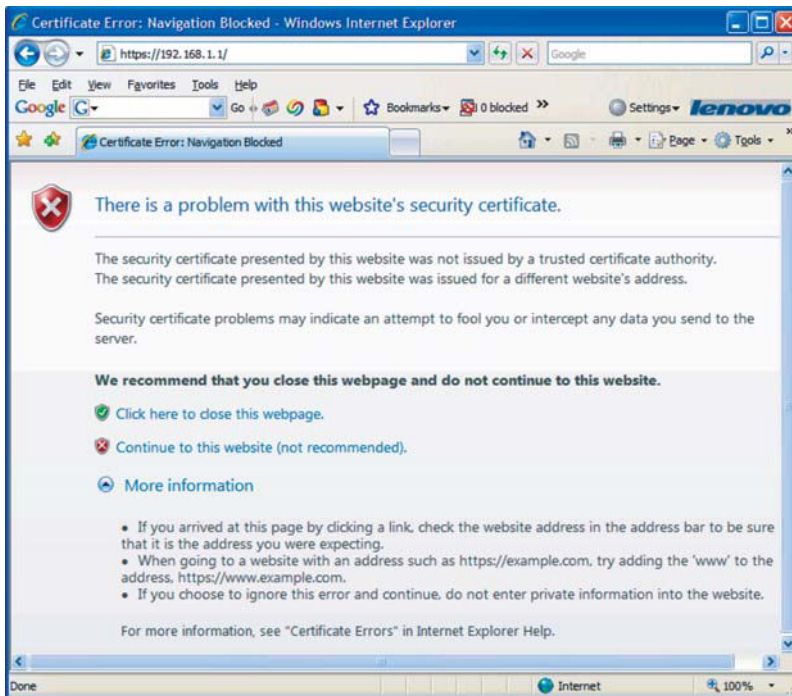 Certificate Error: Navigation Blocked - Windows Internet Explorer
https://192.168.1.1/
Google
File Edit View Favorites Tools Help
Google G Go Bookmarks 0 blocked » Settings lenovo
Certificate Error: Navigation Blocked Page Tools »
There is a problem with this website's security certificate.
The security certificate presented by this website was not issued by a trusted certificate authority.
The security certificate presented by this website was issued for a different website's address.
Security certificate problems may indicate an attempt to fool you or intercept any data you send to the
server.
We recommend that you close this webpage and do not continue to this website.
Click here to close this webpage.
Continue to this website (not recommended).
More information
• If you arrived at this page by clicking a link, check the website address in the address bar to be sure
that it is the address you were expecting.
• When going to a website with an address such as https://example.com, try adding the 'www' to the
address, https://www.example.com.
• If you choose to ignore this error and continue, do not enter private information into the website.
For more information, see "Certificate Errors" in Internet Explorer Help.
Done Internet 100%